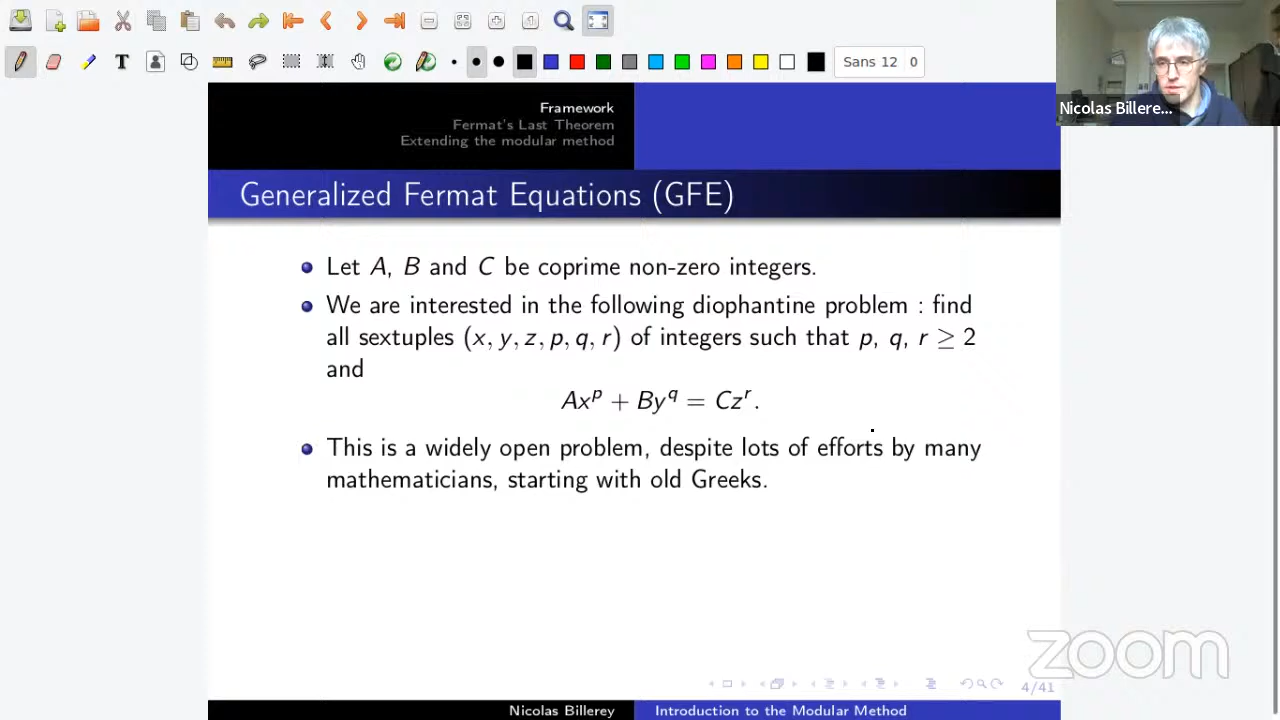 Sans 12 0
Nicolas Billere...
Framework
Fermat's Last Theorem
Extending the modular method
Generalized Fermat Equations (GFE)
Let A, B and C be coprime non-zero integers.
We are interested in the following diophantine problem : find
all sextuples (x, y, z, p, q, r) of integers such that p, q, r ≥ 2
and
Ax^p + By^q = Cz^r.
This is a widely open problem, despite lots of efforts by many
mathematicians, starting with old Greeks.
zoom
4/41
Nicolas Billerey Introduction to the Modular Method